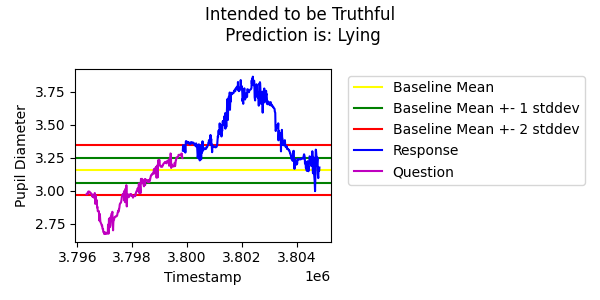 Intended to be Truthful
Prediction is: Lying
Pupil Diameter
3.75
3.50
3.25
3.00
2.75
3.796 3.798 3.800 3.802 3.804
1e6
Timestamp
Baseline Mean
Baseline Mean +- 1 stddev
Baseline Mean +- 2 stddev
Response
Question